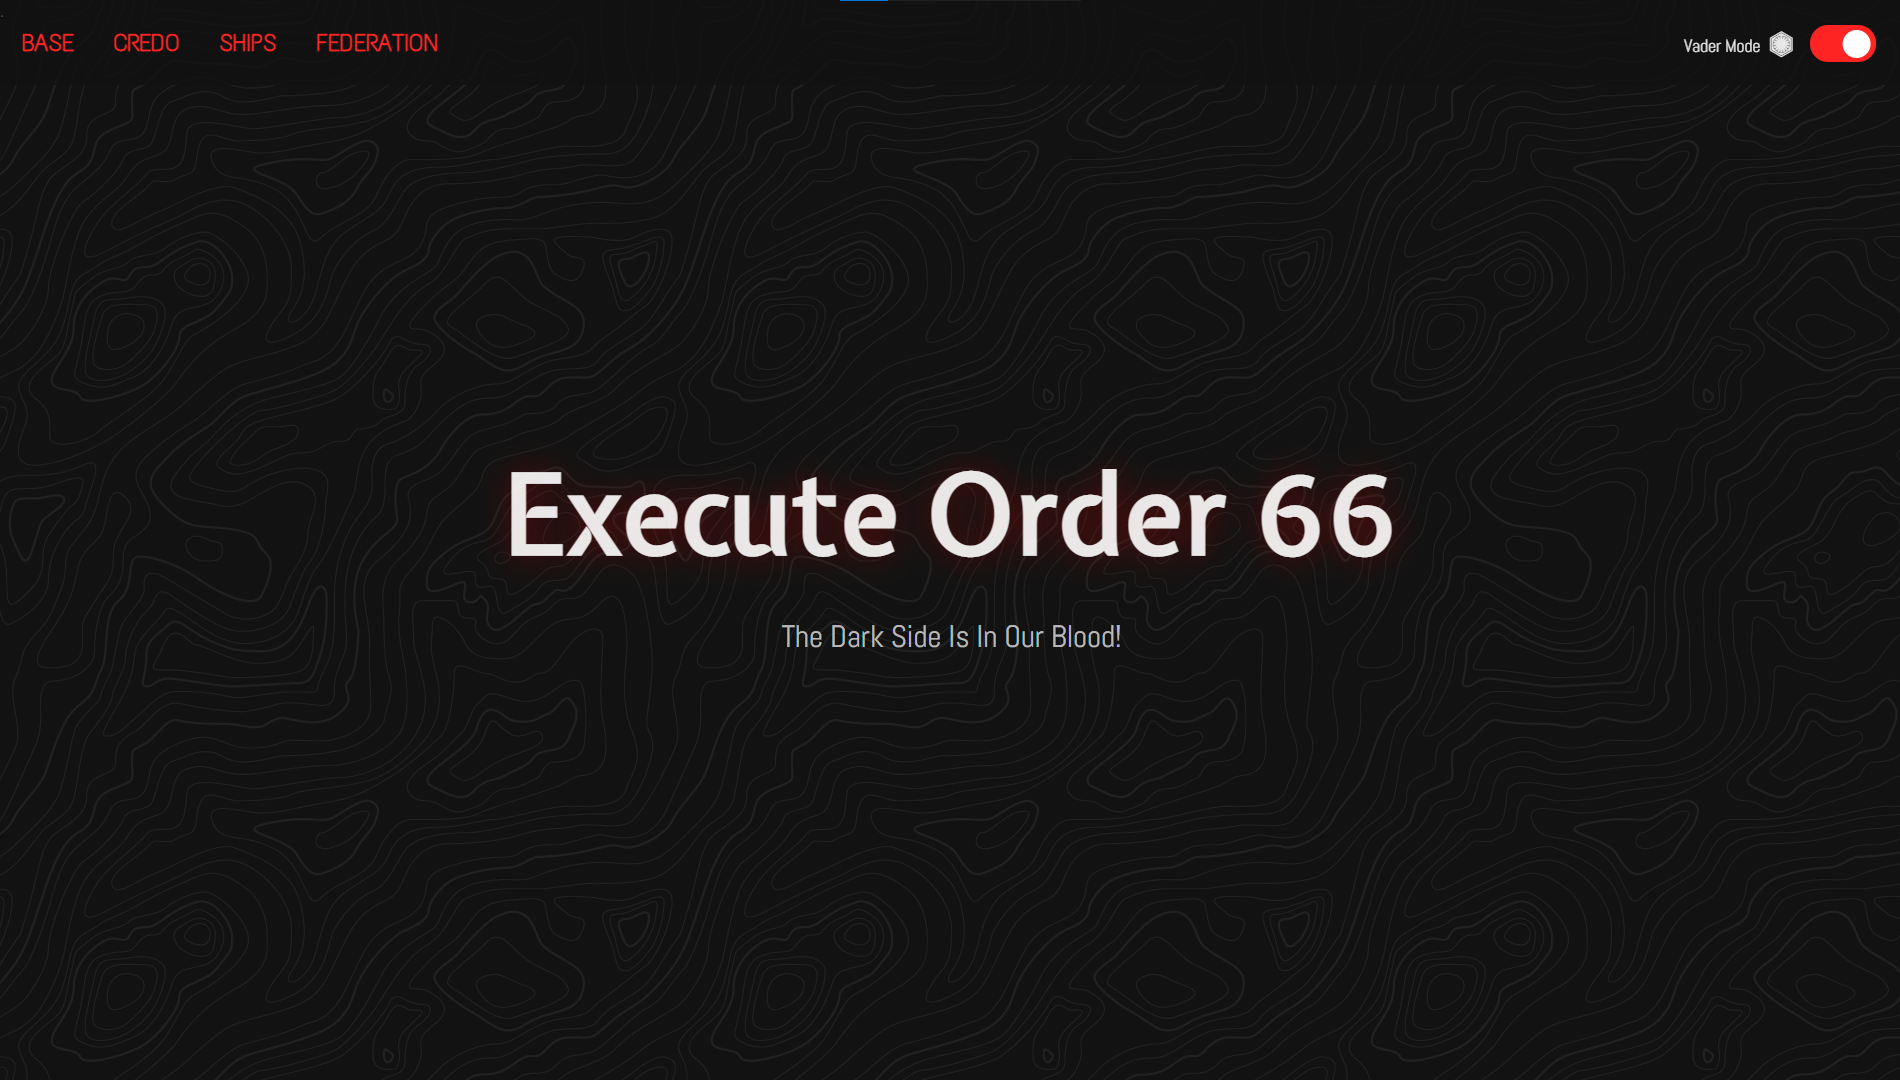 BASE CREDO SHIPS FEDERATION Vader Mode
Execute Order 66
The Dark Side Is In Our Blood!